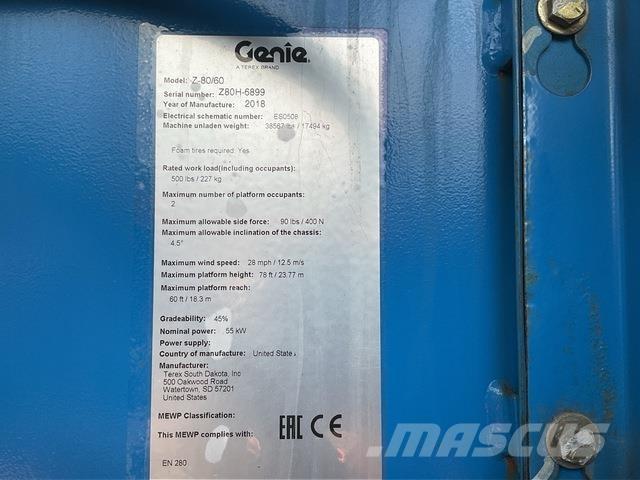 Genie
A TEREX BRAND
Model: Z-80/60
Serial number: Z80H-6899
Year of Manufacture: 2018
Electrical schematic number: ES0508
Machine unladen weight: 38567 lbs / 17494 kg
Foam tires required: Yes
Rated work load(including occupants):
500 lbs / 227 kg
Maximum number of platform occupants:
2
Maximum allowable side force: 90 lbs / 400 N
Maximum allowable inclination of the chassis:
4.5°
Maximum wind speed: 28 mph / 12.5 m/s
Maximum platform height: 78 ft / 23.77 m
Maximum platform reach:
60 ft / 18.3 m
Gradeability: 45%
Nominal power: 55 kW
Power supply:
Country of manufacture: United States
Manufacturer:
Terex South Dakota, Inc
500 Oakwood Road
Watertown, SD 57201
United States
MEWP Classification:
This MEWP complies with: EAC CE
EN 280
MASCUS